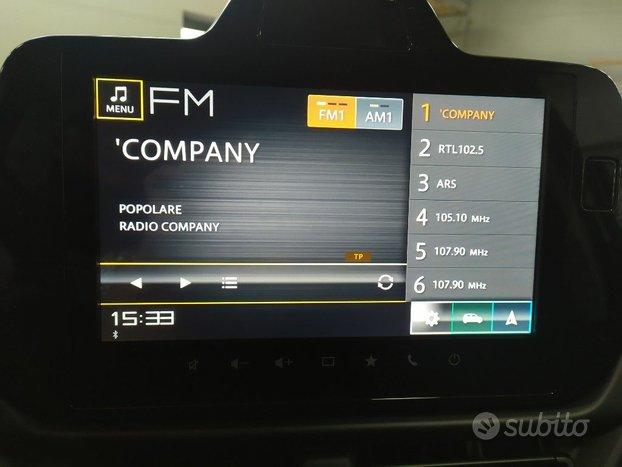 MENU
FM
FM1
AM1
'COMPANY
POPOLARE
RADIO COMPANY
TP
15:33
1 'COMPANY
2 RTL102.5
3 ARS
4 105.10 MHz
5 107.90 MHz
6 107.90 MHz
subito